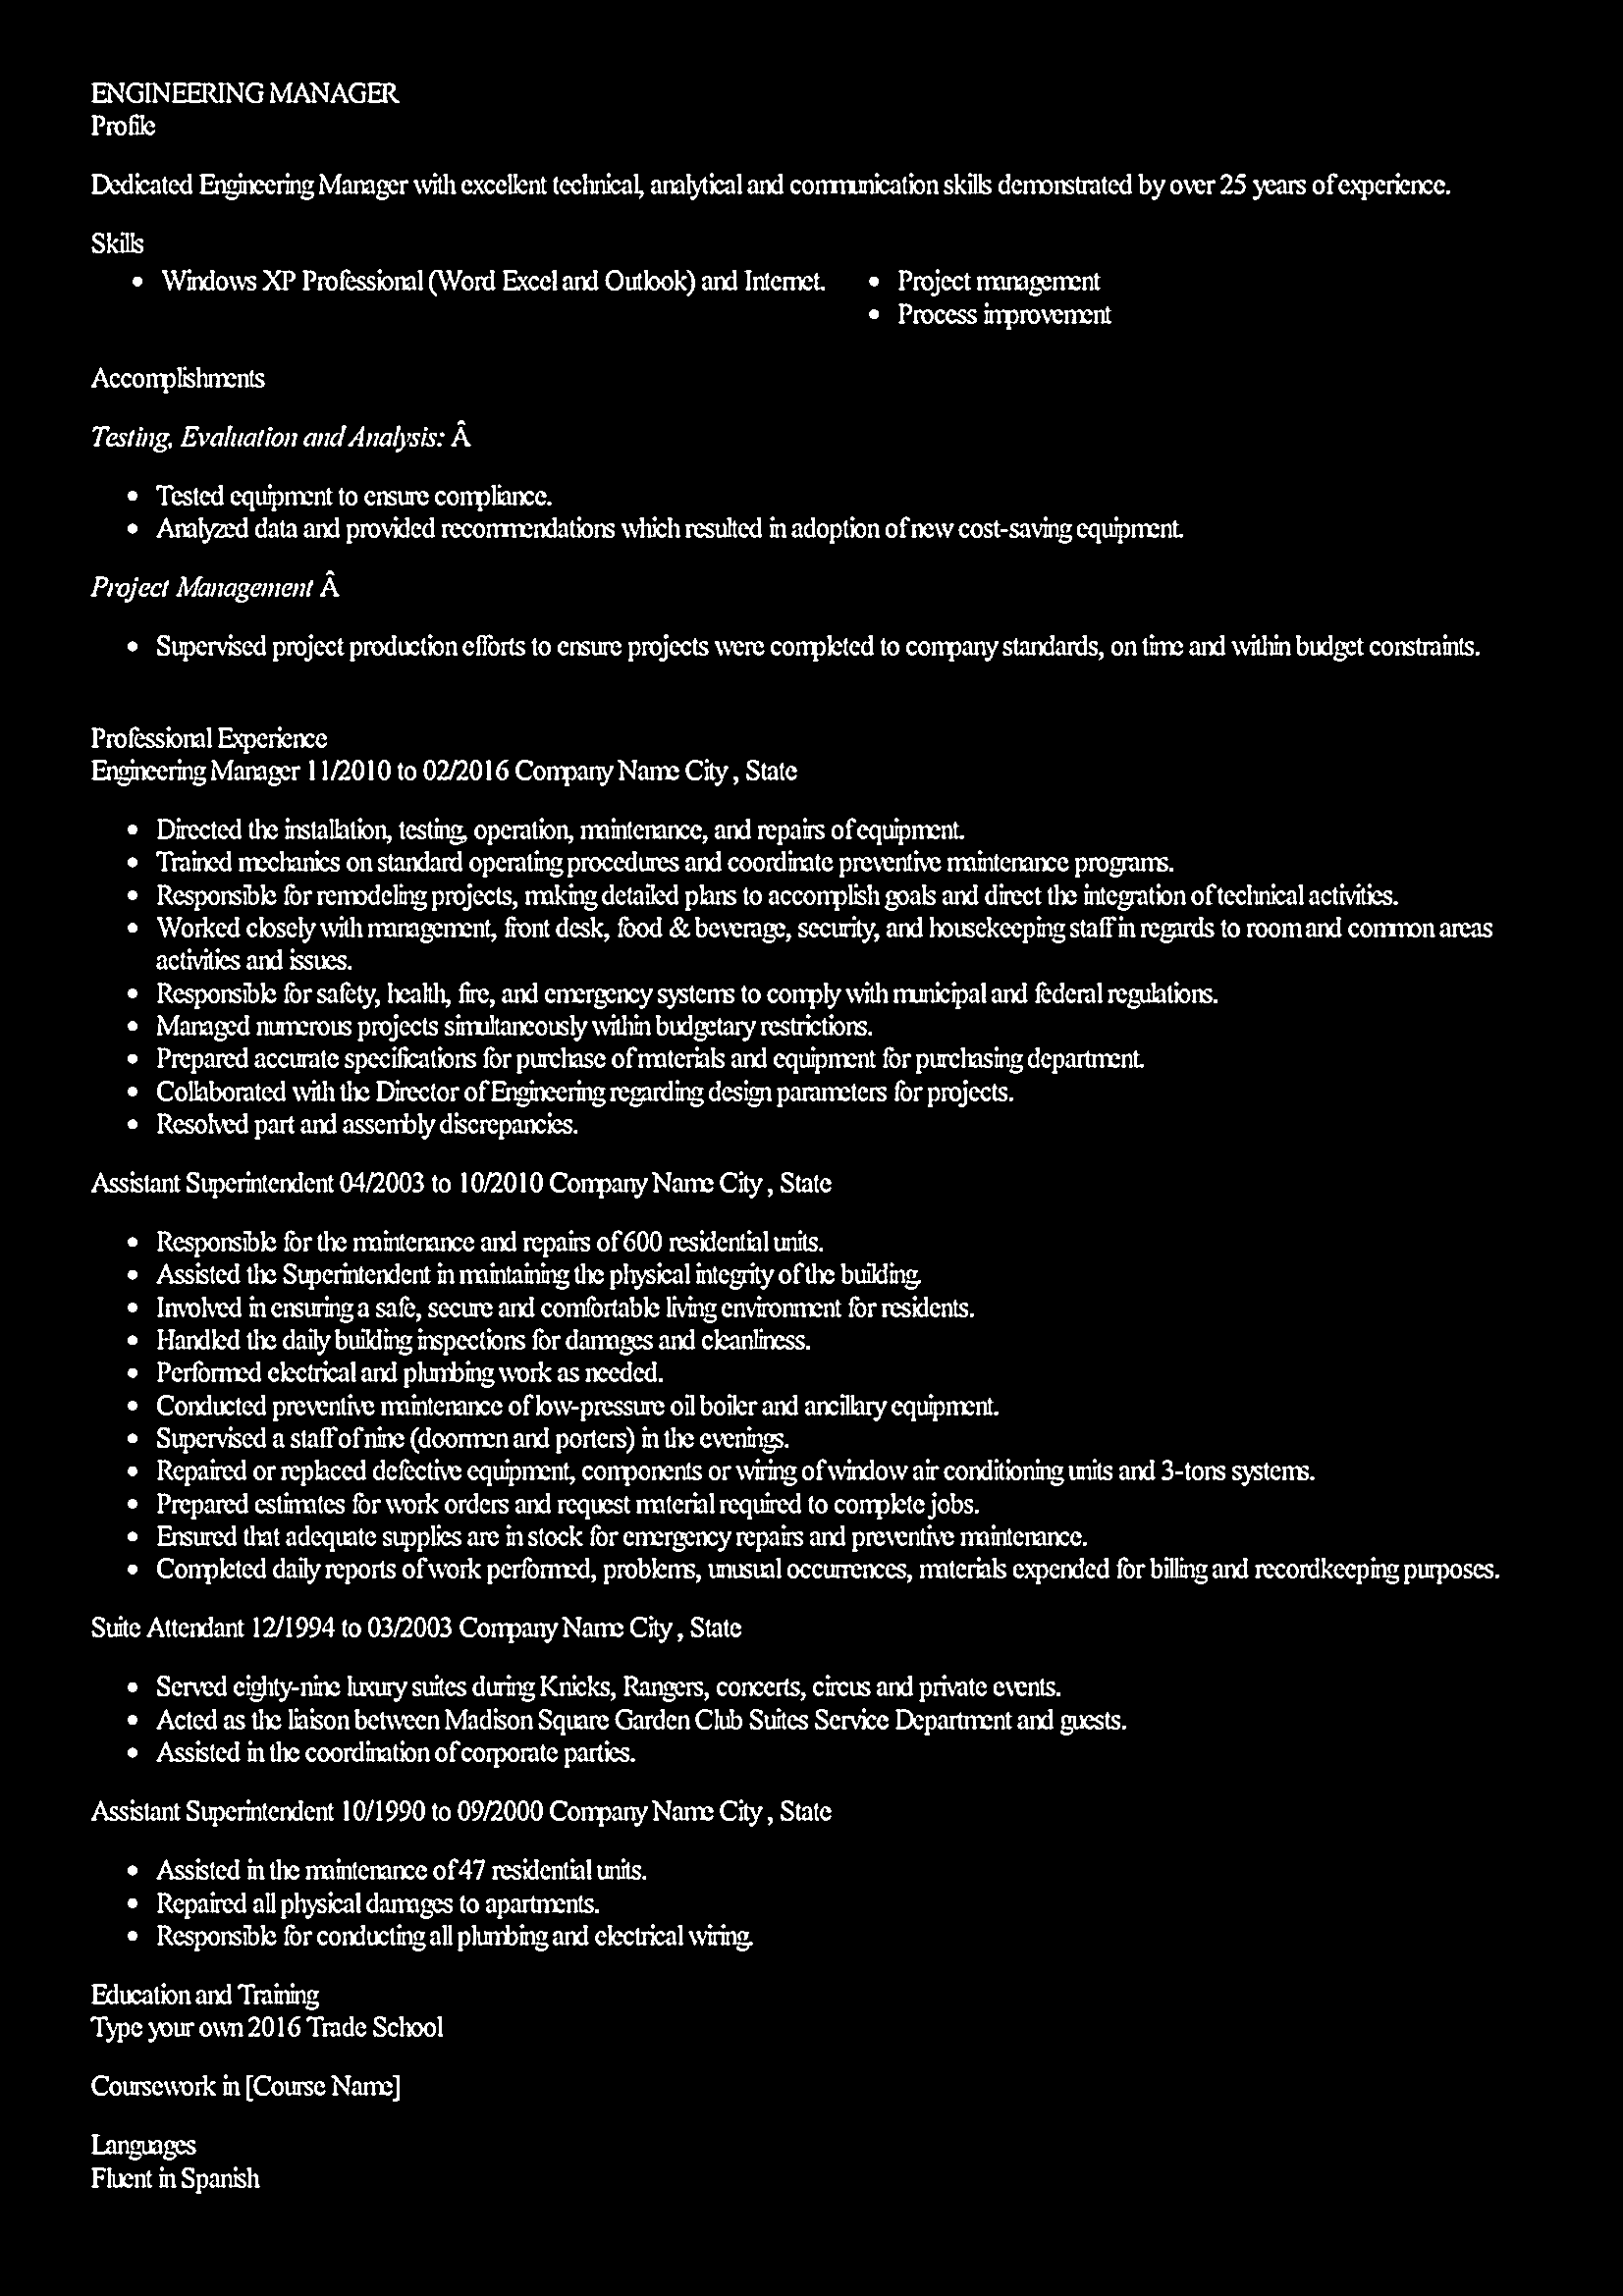 ENGINEERING MANAGER
Profile
Dedicated Engineering Manager with excellent technical, analytical and communication skills demonstrated by over 25 years of experience.
Skills
• Windows XP Professional (Word Excel and Outlook) and Internet.
• Project management
• Process improvement
Accomplishments
Testing, Evaluation and Analysis: Â
• Tested equipment to ensure compliance.
• Analyzed data and provided recommendations which resulted in adoption of new cost-saving equipment.
Project Management Â
• Supervised project production efforts to ensure projects were completed to company standards, on time and within budget constraints.
Professional Experience
Engineering Manager 11/2010 to 02/2016 Company Name City , State
• Directed the installation, testing, operation, maintenance, and repairs of equipment.
• Trained mechanics on standard operating procedures and coordinate preventive maintenance programs.
• Responsible for remodeling projects, making detailed plans to accomplish goals and direct the integration of technical activities.
• Worked closely with management, front desk, food & beverage, security, and housekeeping staff in regards to room and common areas
activities and issues.
• Responsible for safety, health, fire, and emergency systems to comply with municipal and federal regulations.
• Managed numerous projects simultaneously within budgetary restrictions.
• Prepared accurate specifications for purchase of materials and equipment for purchasing department.
• Collaborated with the Director of Engineering regarding design parameters for projects.
• Resolved part and assembly discrepancies.
Assistant Superintendent 04/2003 to 10/2010 Company Name City , State
• Responsible for the maintenance and repairs of 600 residential units.
• Assisted the Superintendent in maintaining the physical integrity of the building.
• Involved in ensuring a safe, secure and comfortable living environment for residents.
• Handled the daily building inspections for damages and cleanliness.
• Performed electrical and plumbing work as needed.
• Conducted preventive maintenance of low-pressure oil boiler and ancillary equipment.
• Supervised a staff of nine (doormen and porters) in the evenings.
• Repaired or replaced defective equipment, components or wiring of window air conditioning units and 3-tons systems.
• Prepared estimates for work orders and request material required to complete jobs.
• Ensured that adequate supplies are in stock for emergency repairs and preventive maintenance.
• Completed daily reports of work performed, problems, unusual occurrences, materials expended for billing and recordkeeping purposes.
Suite Attendant 12/1994 to 03/2003 Company Name City , State
• Served eighty-nine luxury suites during Knicks, Rangers, concerts, circus and private events.
• Acted as the liaison between Madison Square Garden Club Suites Service Department and guests.
• Assisted in the coordination of corporate parties.
Assistant Superintendent 10/1990 to 09/2000 Company Name City , State
• Assisted in the maintenance of 47 residential units.
• Repaired all physical damages to apartments.
• Responsible for conducting all plumbing and electrical wiring.
Education and Training
Type your own 2016 Trade School
Coursework in [Course Name]
Languages
Fluent in Spanish